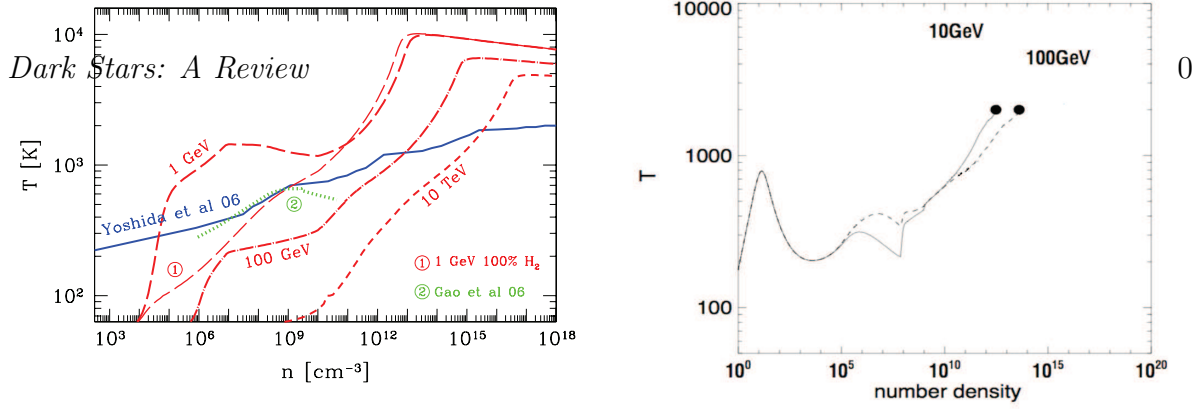 Dark Stars: A Review
0
T [K]
10⁴
10³
10²
1 GeV
Yoshida et al 06
①
②
100 GeV
10 TeV
① 1 GeV 100% H₂
② Gao et al 06
10³ 10⁶ 10⁹ 10¹² 10¹⁵ 10¹⁸
n [cm⁻³]
10000
10GeV
100GeV
1000
T
100
10⁰ 10⁵ 10¹⁰ 10¹⁵ 10²⁰
number density